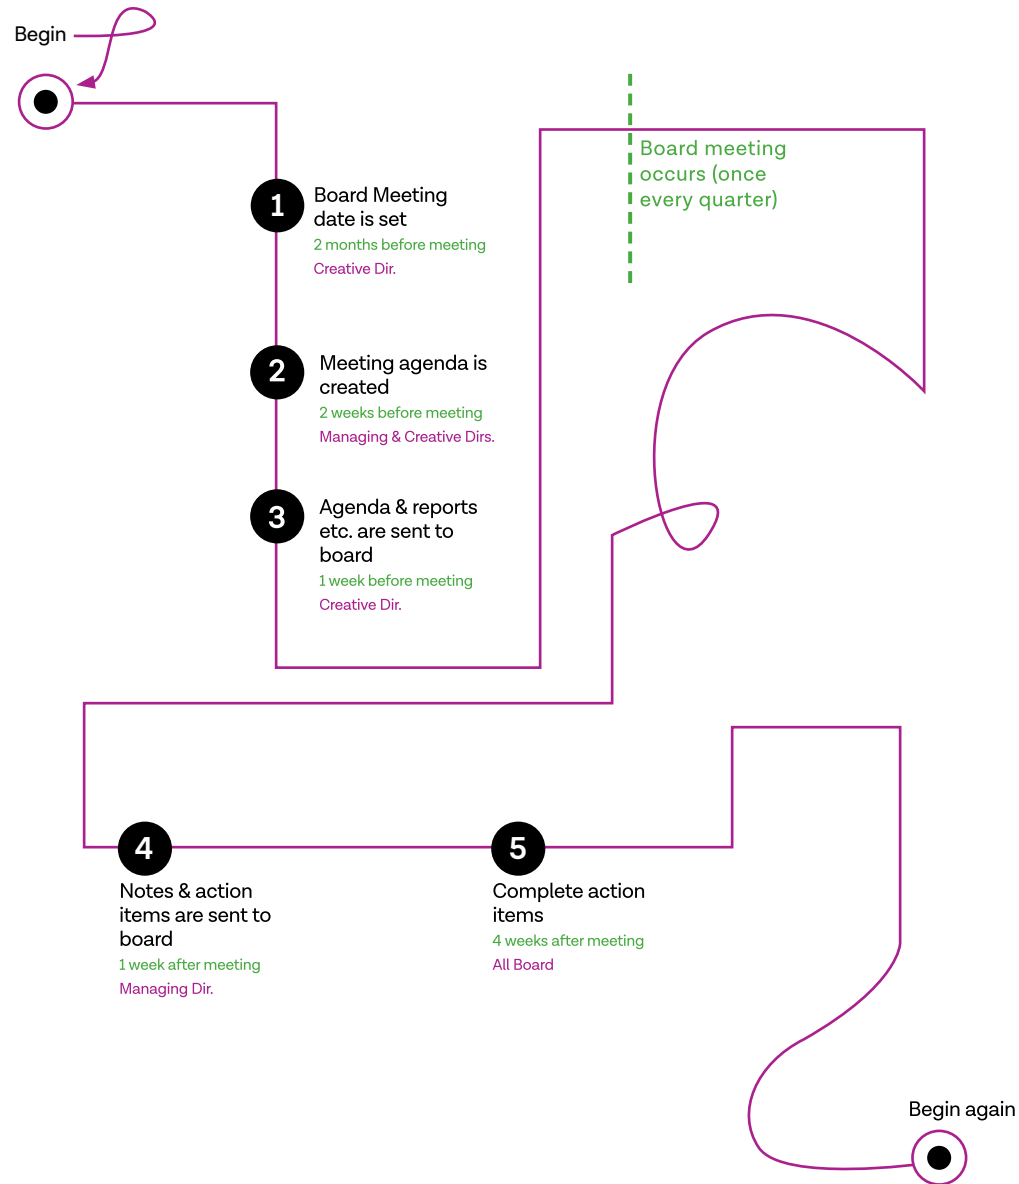 Begin
1
Board Meeting
date is set
2 months before meeting
Creative Dir.
2
Meeting agenda is
created
2 weeks before meeting
Managing & Creative Dirs.
3
Agenda & reports
etc. are sent to
board
1 week before meeting
Creative Dir.
Board meeting
occurs (once
every quarter)
4
Notes & action
items are sent to
board
1 week after meeting
Managing Dir.
5
Complete action
items
4 weeks after meeting
All Board
Begin again